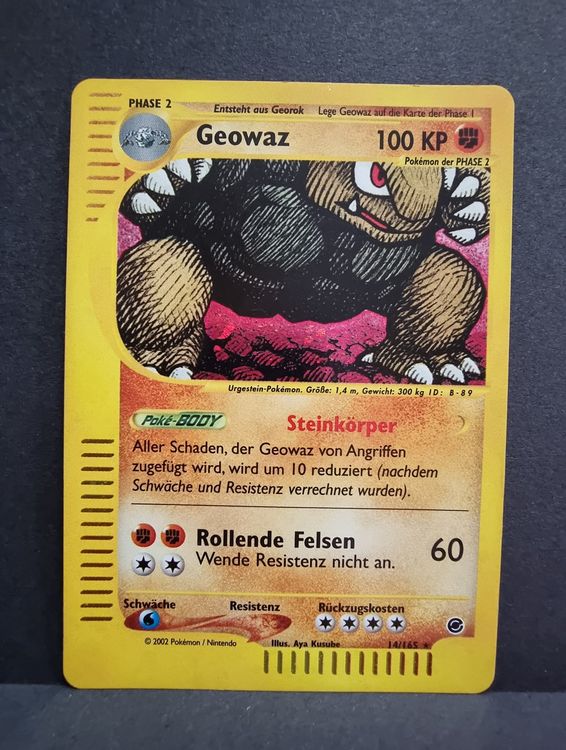 PHASE 2
Entsteht aus Georok
Lege Geowaz auf die Karte der Phase 1
Geowaz
100 KP
Pokémon der PHASE 2
Urgestein-Pokémon. Größe: 1,4 m, Gewicht: 300 kg ID: B-89
Poké-BODY
Steinkörper
Aller Schaden, der Geowaz von Angriffen
zugefügt wird, wird um 10 reduziert (nachdem
Schwäche und Resistenz verrechnet wurden).
Rollende Felsen
60
Wende Resistenz nicht an.
Schwäche
Resistenz
Rückzugskosten
© 2002 Pokémon / Nintendo
Illus. Aya Kusube
14/165 ★